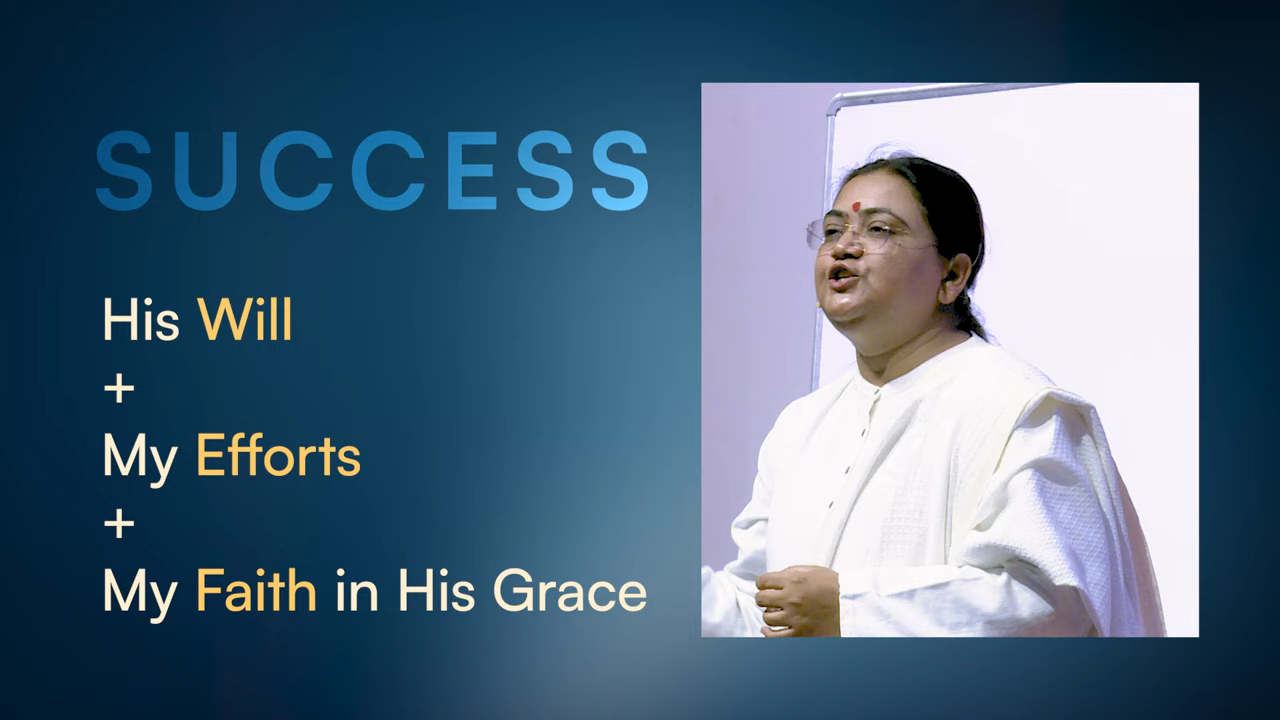 SUCCESS
His Will
+
My Efforts
+
My Faith in His Grace